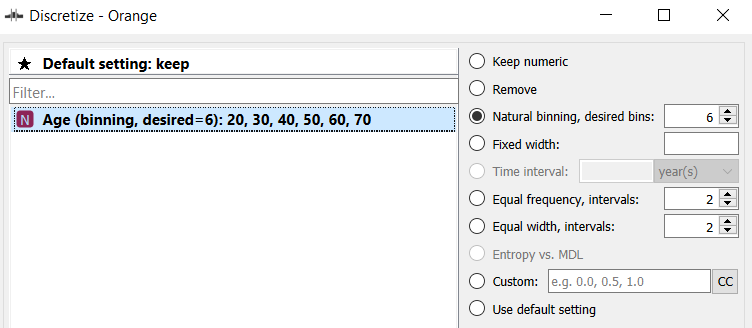 Discretize - Orange
Default setting: keep
Filter...
N Age (binning, desired=6): 20, 30, 40, 50, 60, 70
Keep numeric
Remove
Natural binning, desired bins: 6
Fixed width:
Time interval: year(s)
Equal frequency, intervals: 2
Equal width, intervals: 2
Entropy vs. MDL
Custom: e.g. 0.0, 0.5, 1.0 CC
Use default setting